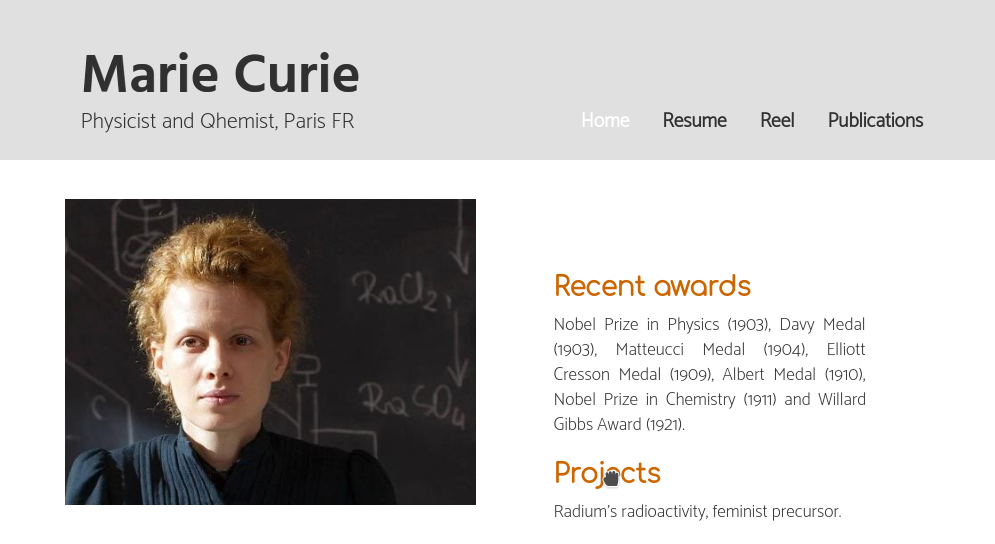 Marie Curie
Physicist and Qhemist, Paris FR
Home Resume Reel Publications
RaCl2
RaSO4
Recent awards
Nobel Prize in Physics (1903), Davy Medal
(1903), Matteucci Medal (1904), Elliott
Cresson Medal (1909), Albert Medal (1910),
Nobel Prize in Chemistry (1911) and Willard
Gibbs Award (1921).
Projects
Radium's radioactivity, feminist precursor.